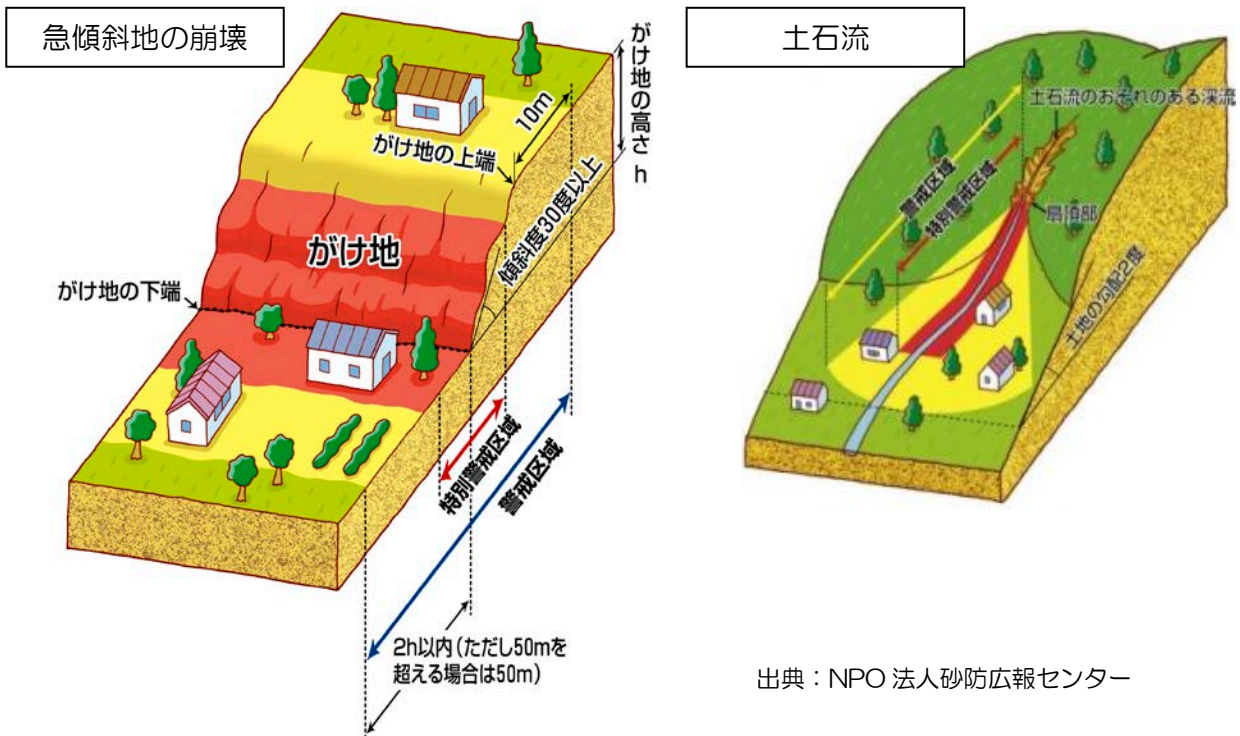 急傾斜地の崩壊
がけ地の高さ h
10m
がけ地の上端
傾斜度30度以上
がけ地
がけ地の下端
特別警戒区域
警戒区域
2h以内(ただし50mを
超える場合は50m)
土石流
土石流のおそれのある渓流
警戒区域
特別警戒区域
扇頂部
土地の勾配2度
出典：NPO 法人砂防広報センター